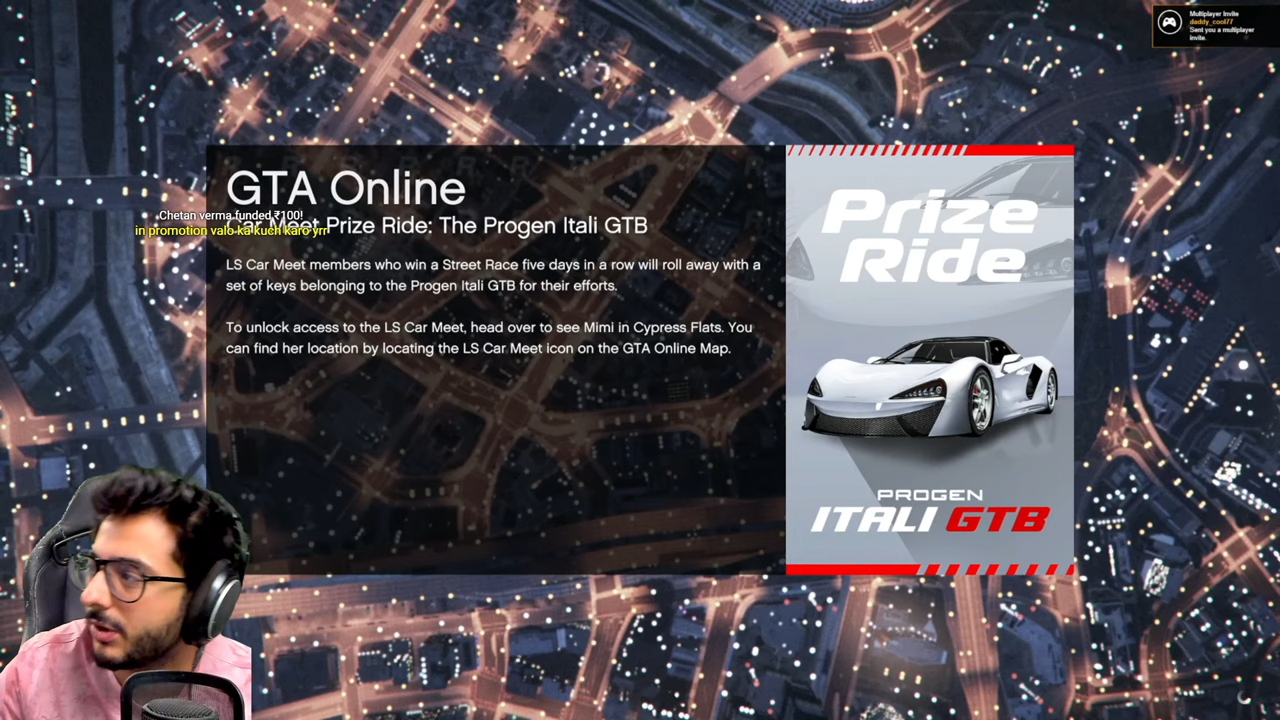 Multiplayer Invite
daddy_cool77
Sent you a multiplayer
invite.
GTA Online
Chetan verma funded ₹100!
in promotion valo ka kuch karo yrr
Car Meet Prize Ride: The Progen Itali GTB
LS Car Meet members who win a Street Race five days in a row will roll away with a
set of keys belonging to the Progen Itali GTB for their efforts.
To unlock access to the LS Car Meet, head over to see Mimi in Cypress Flats. You
can find her location by locating the LS Car Meet icon on the GTA Online Map.
Prize
Ride
PROGEN
ITALI GTB